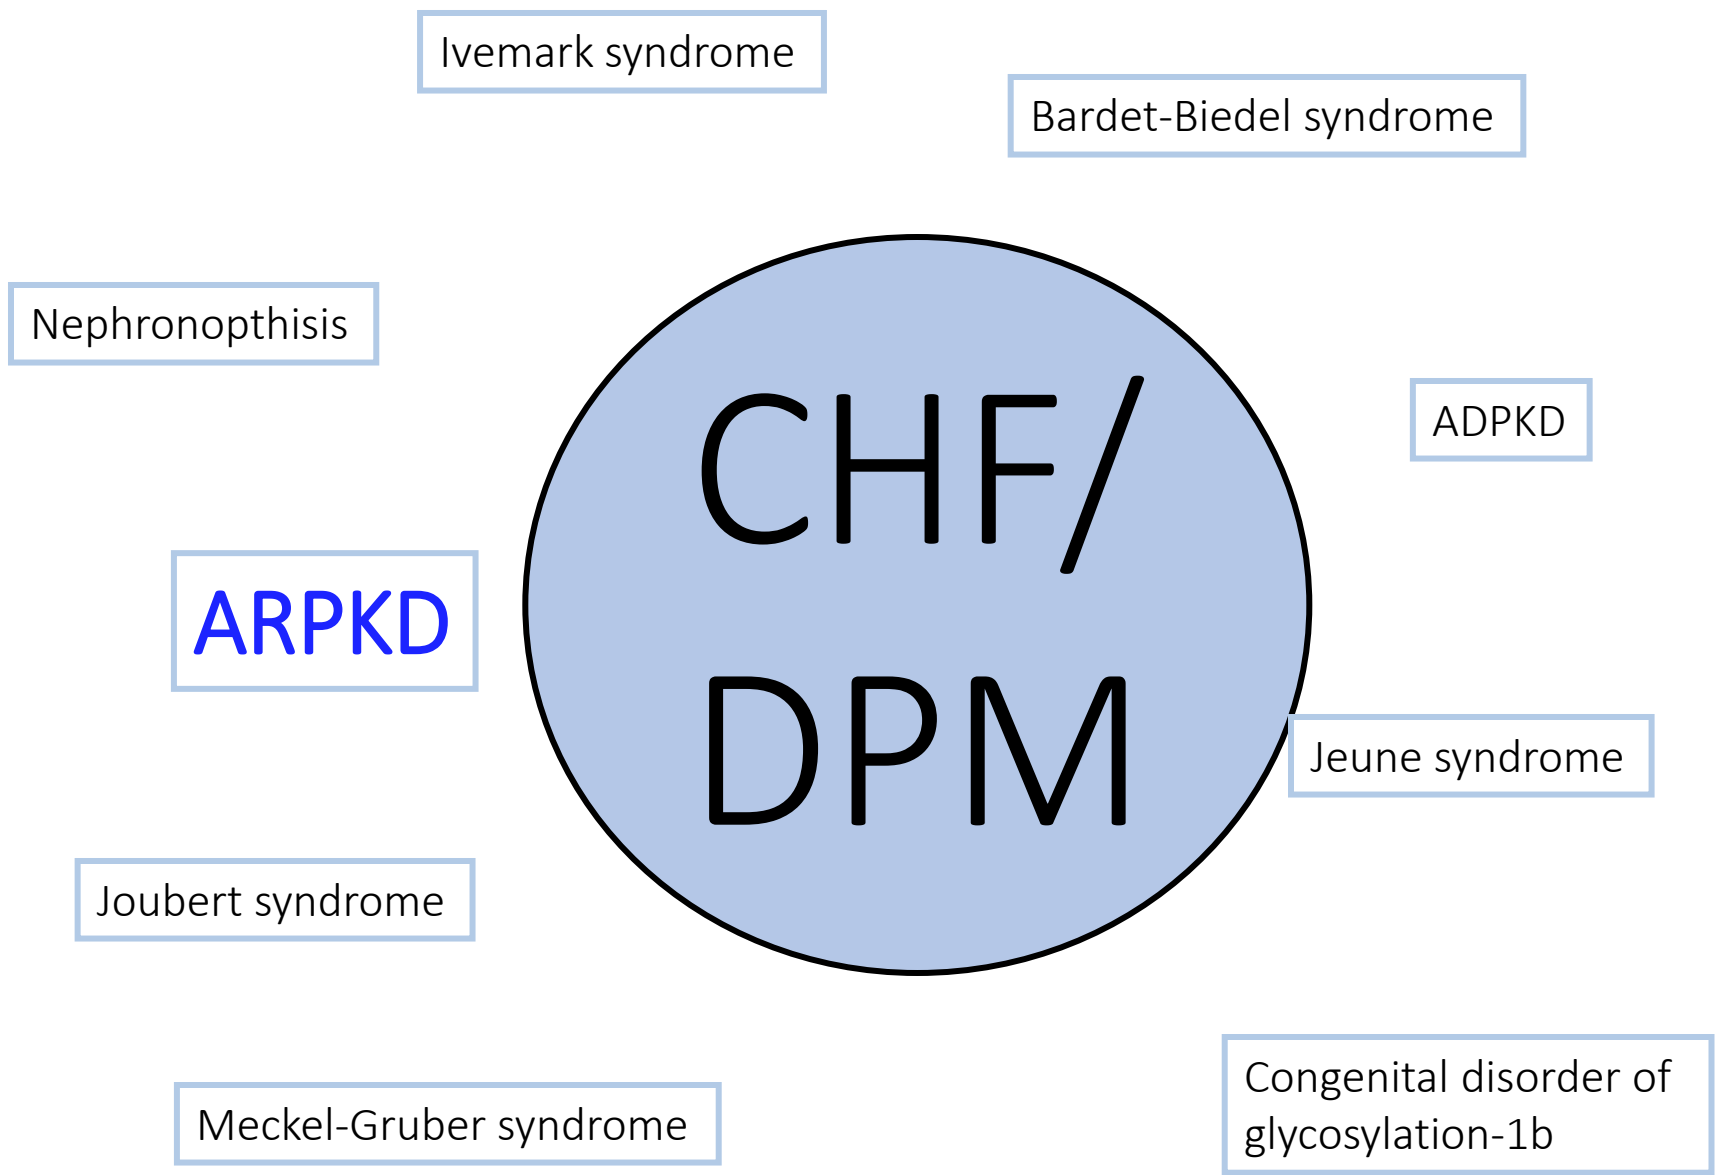 Ivemark syndrome
Bardet-Biedel syndrome
Nephronopthisis
ADPKD
CHF/
DPM
ARPKD
Jeune syndrome
Joubert syndrome
Congenital disorder of
glycosylation-1b
Meckel-Gruber syndrome